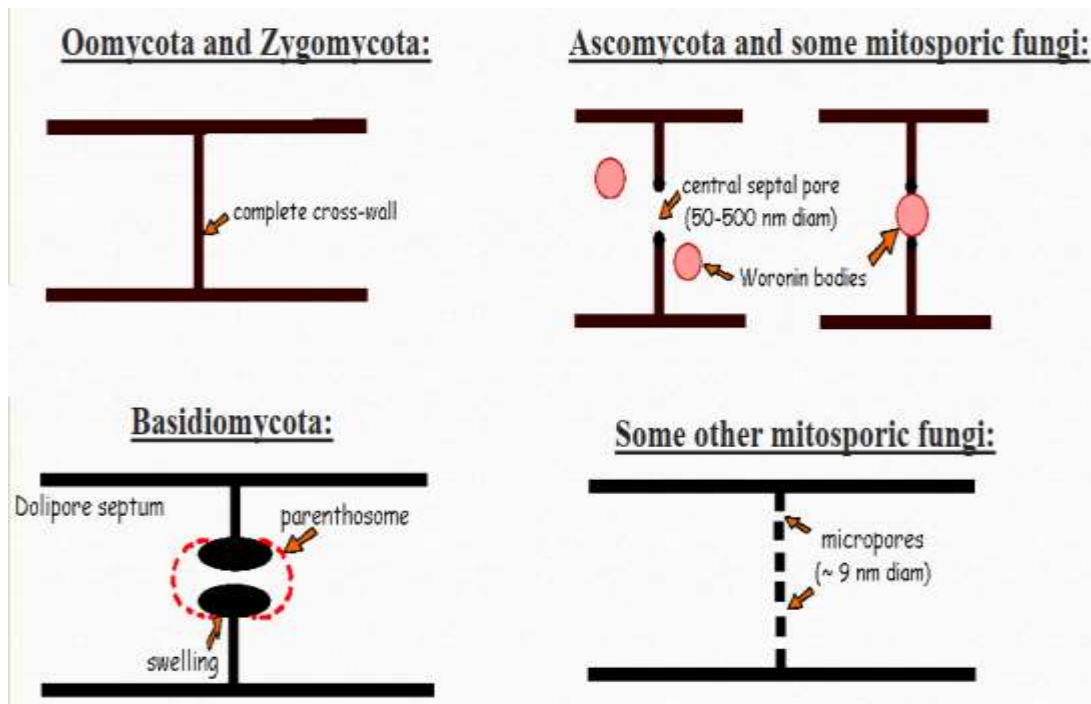 Oomycota and Zygomycota:
complete cross-wall
Ascomycota and some mitosporic fungi:
central septal pore
(50-500 nm diam)
Woronin bodies
Basidiomycota:
Dolipore septum
parenthosome
swelling
Some other mitosporic fungi:
micropores
(~ 9 nm diam)